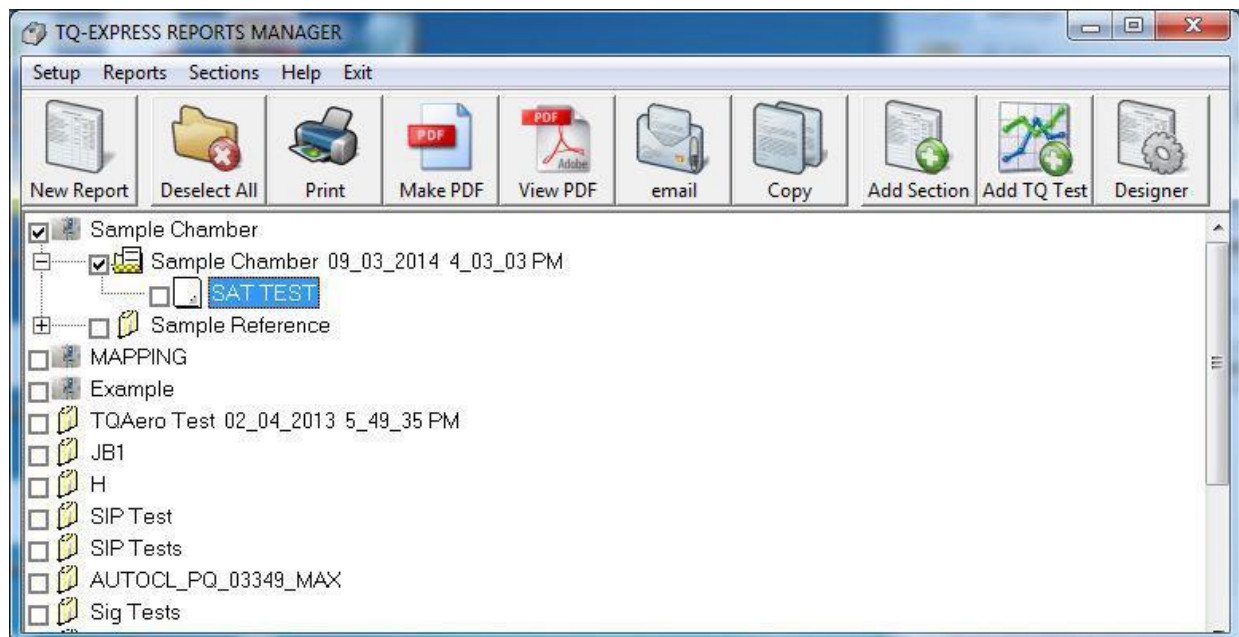 TQ-EXPRESS REPORTS MANAGER
Setup Reports Sections Help Exit
PDF PDF
Adobe
New Report Deselect All Print Make PDF View PDF email Copy Add Section Add TQ Test Designer
Sample Chamber
Sample Chamber 09_03_2014 4_03_03 PM
SAT TEST
Sample Reference
MAPPING
Example
TQAero Test 02_04_2013 5_49_35 PM
JB1
H
SIP Test
SIP Tests
AUTOCL_PQ_03349_MAX
Sig Tests